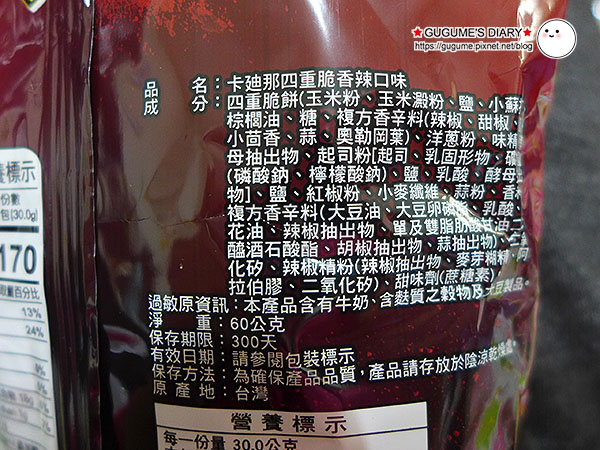 ★GUGUME'S DIARY★
https://gugume.pixnet.net/blog
品 名：卡廸那四重脆香辣口味
成 分：四重脆餅(玉米粉、玉米澱粉、鹽、小蘇打
棕櫚油、糖、複方香辛料(辣椒、甜椒、
小茴香、蒜、奧勒岡葉)、洋蔥粉、味精
母抽出物、起司粉[起司、乳固形物、
(磷酸鈉、檸檬酸鈉)、鹽、乳酸、酵母
物]、鹽、紅椒粉、小麥纖維、蒜粉、香
複方香辛料(大豆油、大豆卵磷、乳酸、
花油、辣椒抽出物、單及雙脂肪酸甘油二
醯酒石酸酯、胡椒抽出物、蒜抽出物)、
化矽、辣椒精粉(辣椒抽出物、麥芽糊精、阿
拉伯膠、二氧化矽)、甜味劑(蔗糖素)
過敏原資訊：本產品含有牛奶、含麩質之穀物及大豆製品。
淨 重：60公克
保存期限：300天
有效日期：請參閱包裝標示
保存方法：為確保產品品質，產品請存放於陰涼乾燥處。
原產地：台灣
營養標示
每一份量 30.0公克
養標示
份數
包(30.0g)
170
百分比
13%
24%